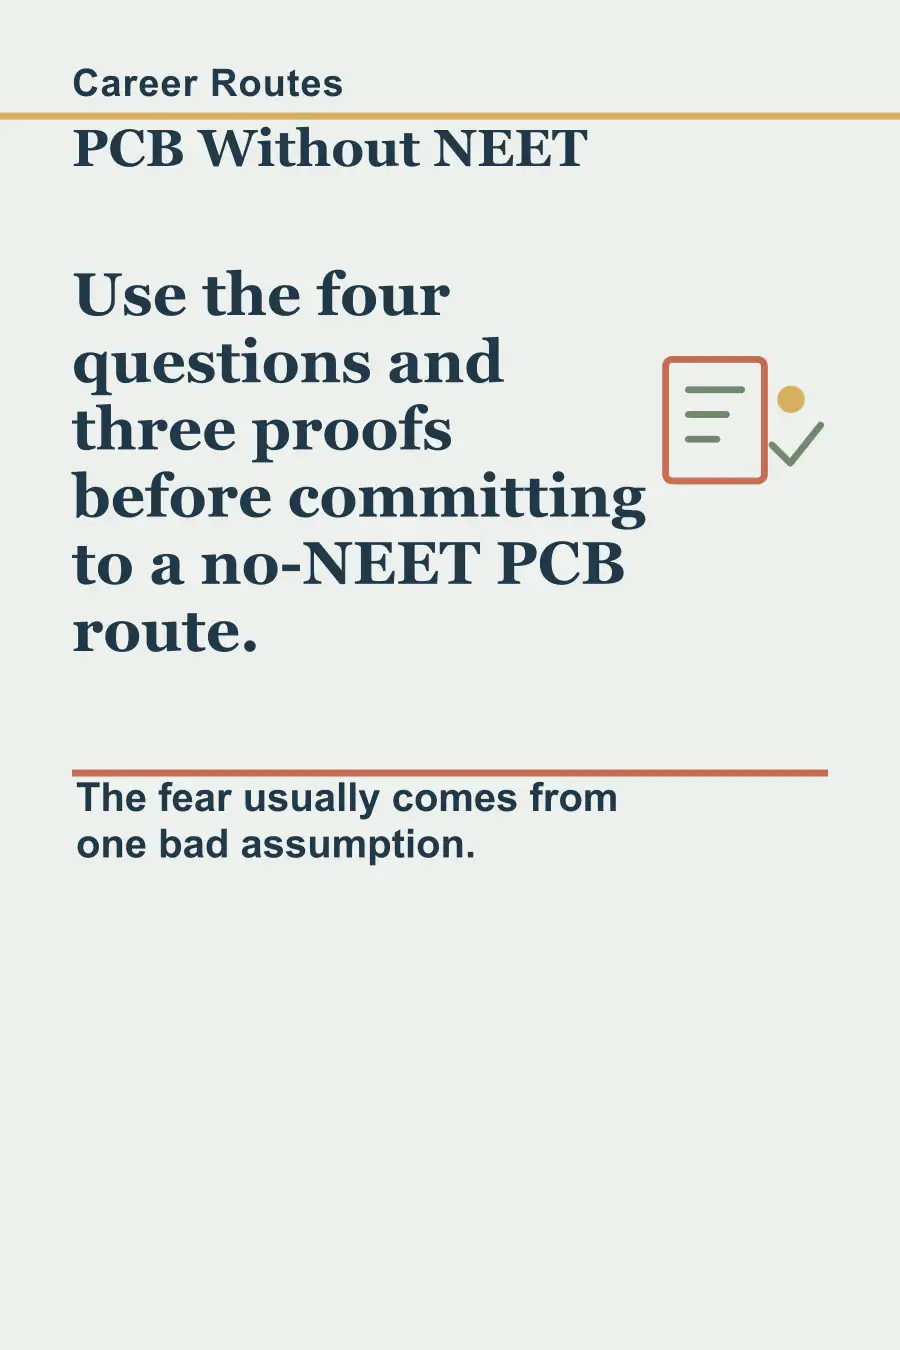 Career Routes
PCB Without NEET
Use the four
questions and
three proofs
before committing
to a no-NEET PCB
route.
The fear usually comes from
one bad assumption.